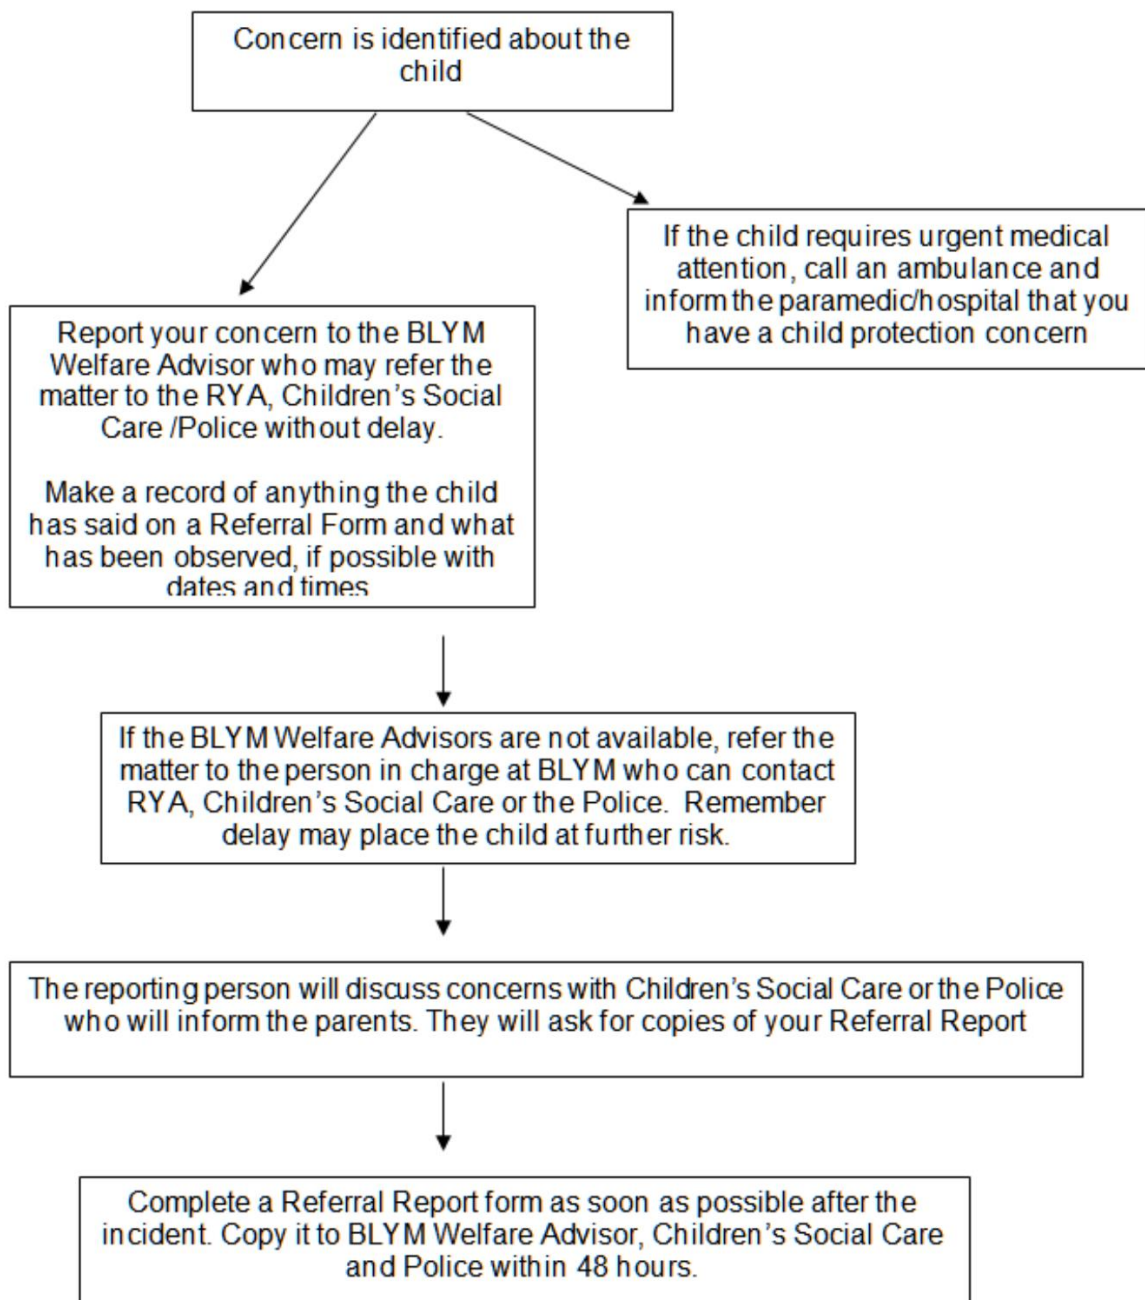 Concern is identified about the
child
If the child requires urgent medical
attention, call an ambulance and
inform the paramedic/hospital that you
have a child protection concern
Report your concern to the BLYM
Welfare Advisor who may refer the
matter to the RYA, Children's Social
Care /Police without delay.
Make a record of anything the child
has said on a Referral Form and what
has been observed, if possible with
dates and times
If the BLYM Welfare Advisors are not available, refer the
matter to the person in charge at BLYM who can contact
RYA, Children's Social Care or the Police.  Remember
delay may place the child at further risk.
The reporting person will discuss concerns with Children's Social Care or the Police
who will inform the parents. They will ask for copies of your Referral Report
Complete a Referral Report form as soon as possible after the
incident. Copy it to BLYM Welfare Advisor, Children's Social Care
and Police within 48 hours.